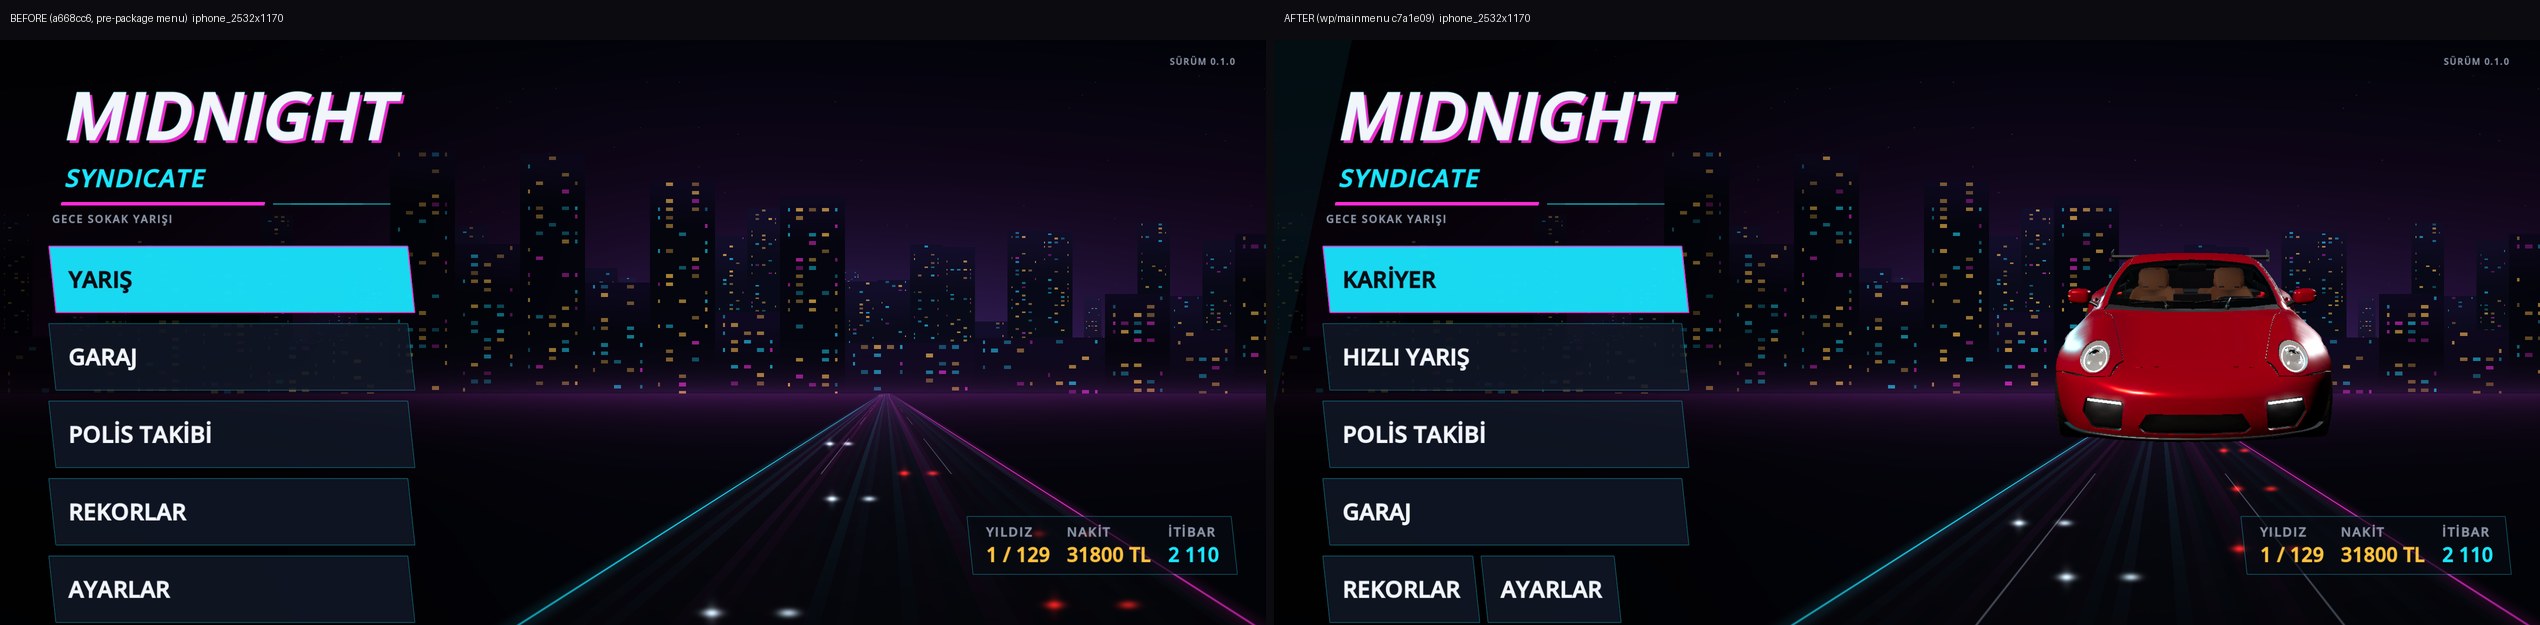 BEFORE (a668cc6, pre-package menu) iphone_2532x1170
SÜRÜM 0.1.0
MIDNIGHT
SYNDICATE
GECE SOKAK YARIŞI
YARIŞ
GARAJ
POLİS TAKİBİ
REKORLAR
AYARLAR
YILDIZ NAKİT İTİBAR
1 / 129 31800 TL 2 110
AFTER (wp/mainmenu c7a1e09) iphone_2532x1170
SÜRÜM 0.1.0
MIDNIGHT
SYNDICATE
GECE SOKAK YARIŞI
KARİYER
HIZLI YARIŞ
POLİS TAKİBİ
GARAJ
REKORLAR AYARLAR
YILDIZ NAKİT İTİBAR
1 / 129 31800 TL 2 110